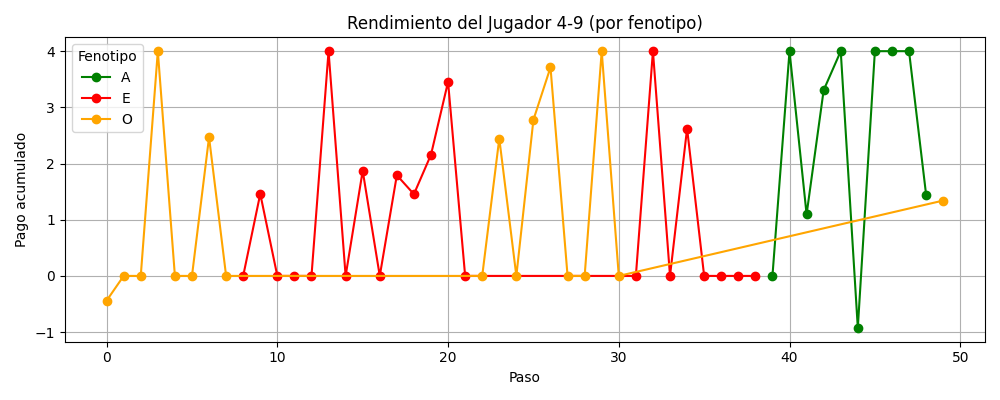 Rendimiento del Jugador 4-9 (por fenotipo)
Pago acumulado
4
3
2
1
0
−1
Fenotipo
A
E
O
0 10 20 30 40 50
Paso